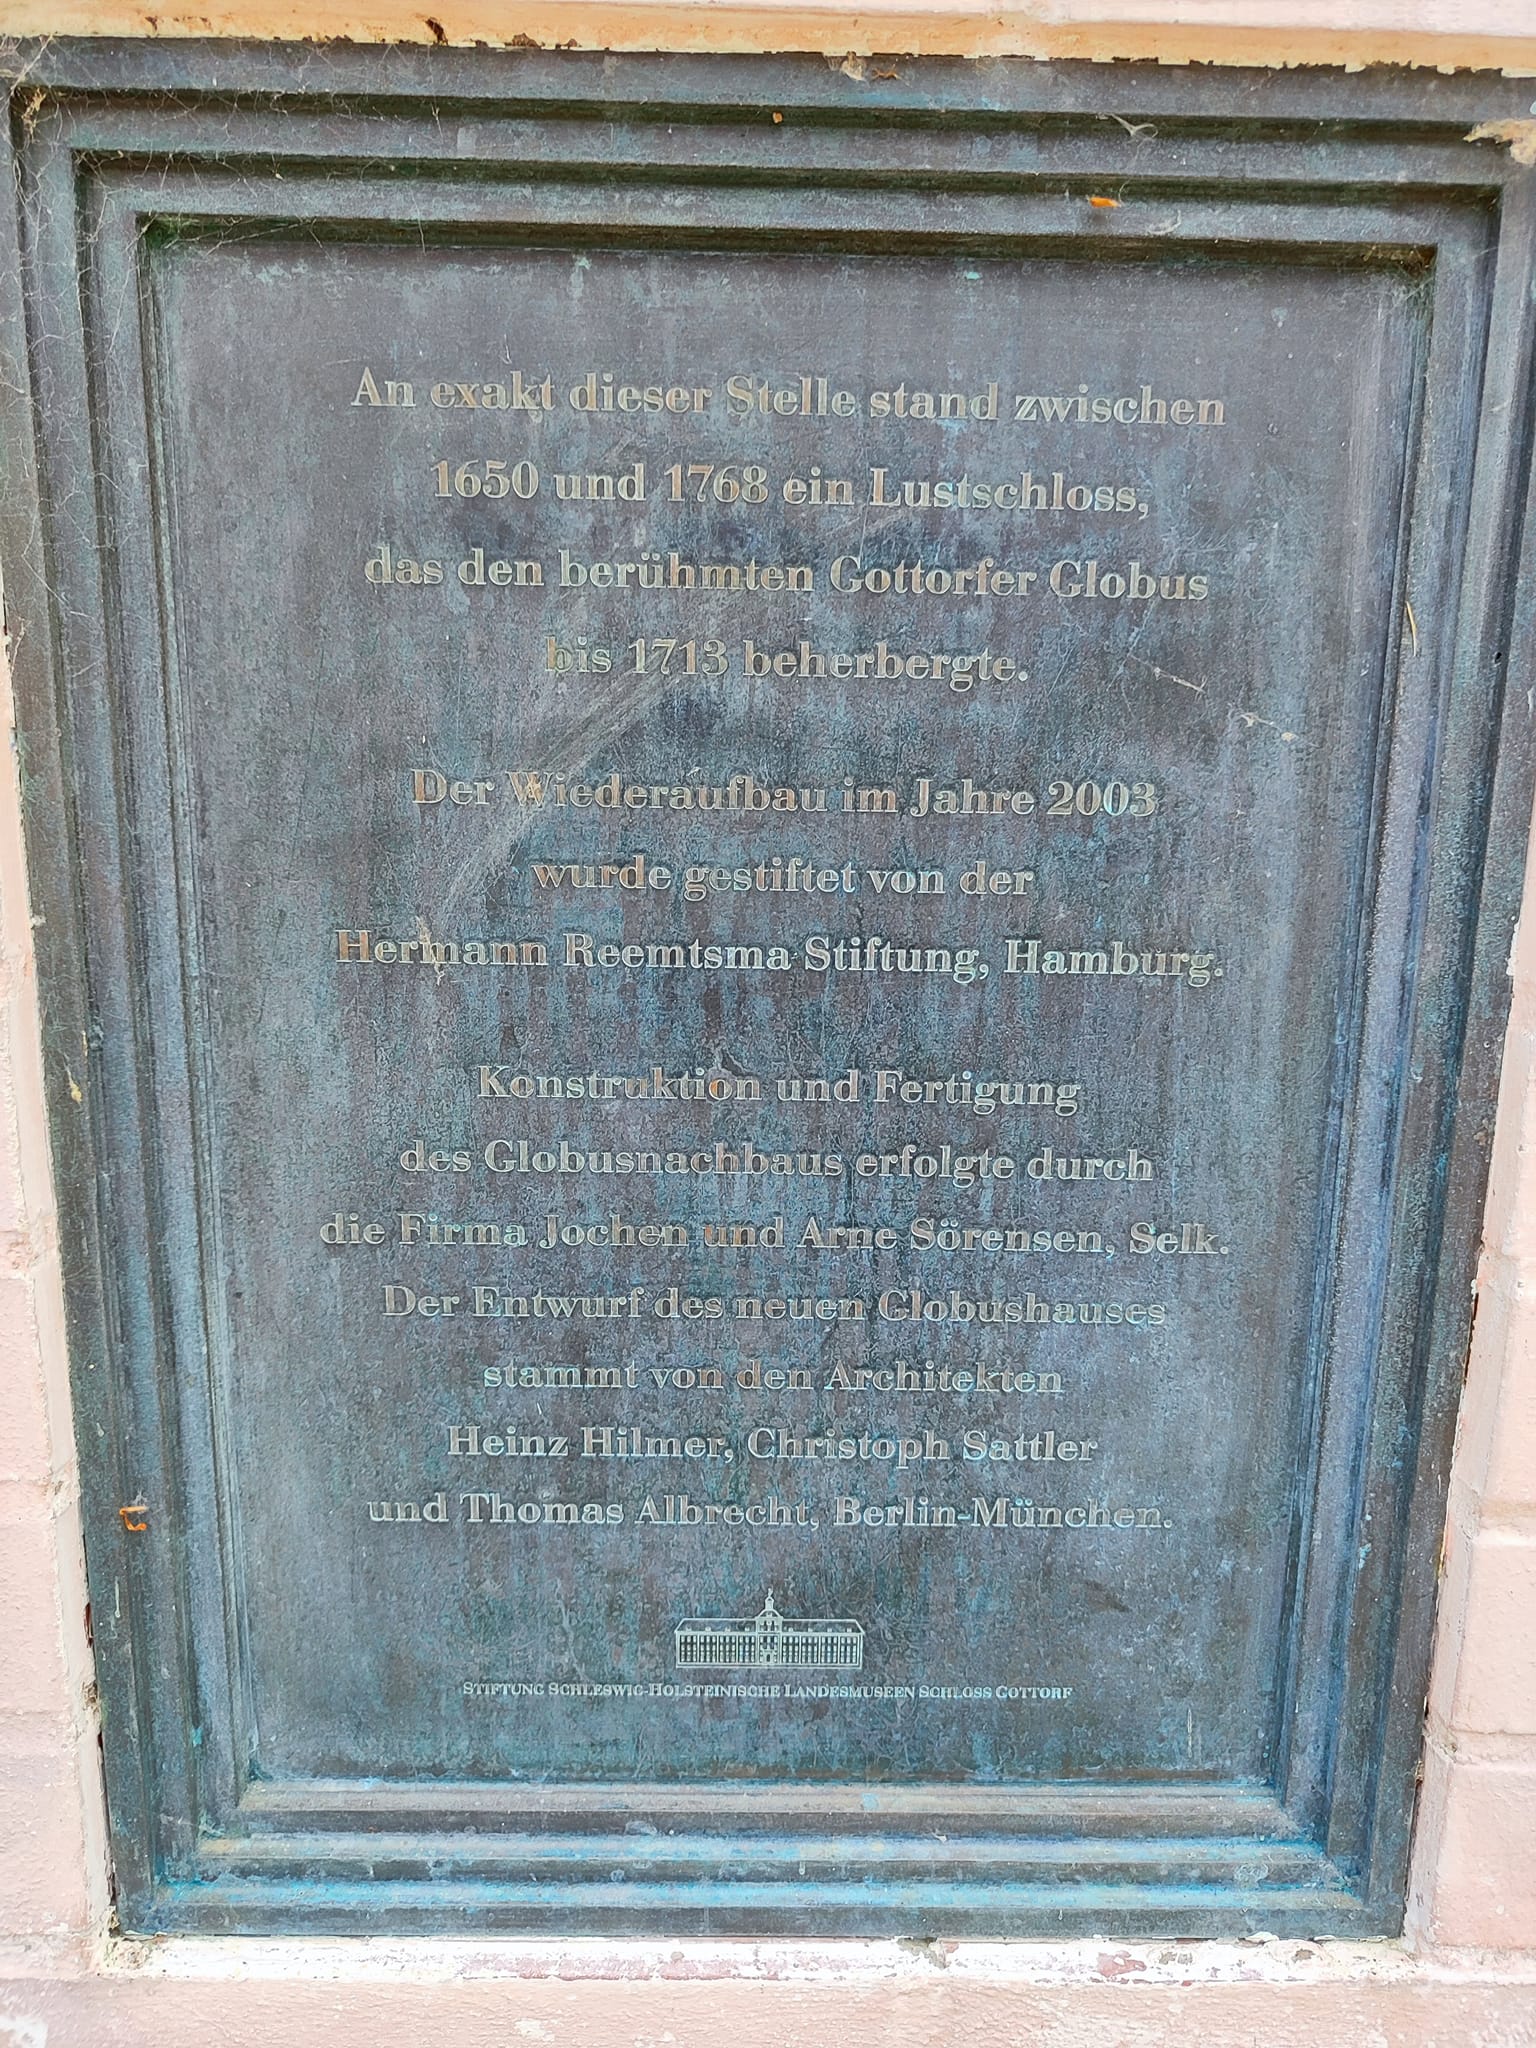 An exakt dieser Stelle stand zwischen
1650 und 1768 ein Lustschloss,
das den berühmten Gottorfer Globus
bis 1713 beherbergte.
Der Wiederaufbau im Jahre 2003
wurde gestiftet von der
Hermann Reemtsma Stiftung, Hamburg.
Konstruktion und Fertigung
des Globusnachbaus erfolgte durch
die Firma Jochen und Arne Sörensen, Selk.
Der Entwurf des neuen Globushauses
stammt von den Architekten
Heinz Hilmer, Christoph Sattler
und Thomas Albrecht, Berlin-München.
STIFTUNG SCHLESWIG-HOLSTEINISCHE LANDESMUSEEN SCHLOSS GOTTORF